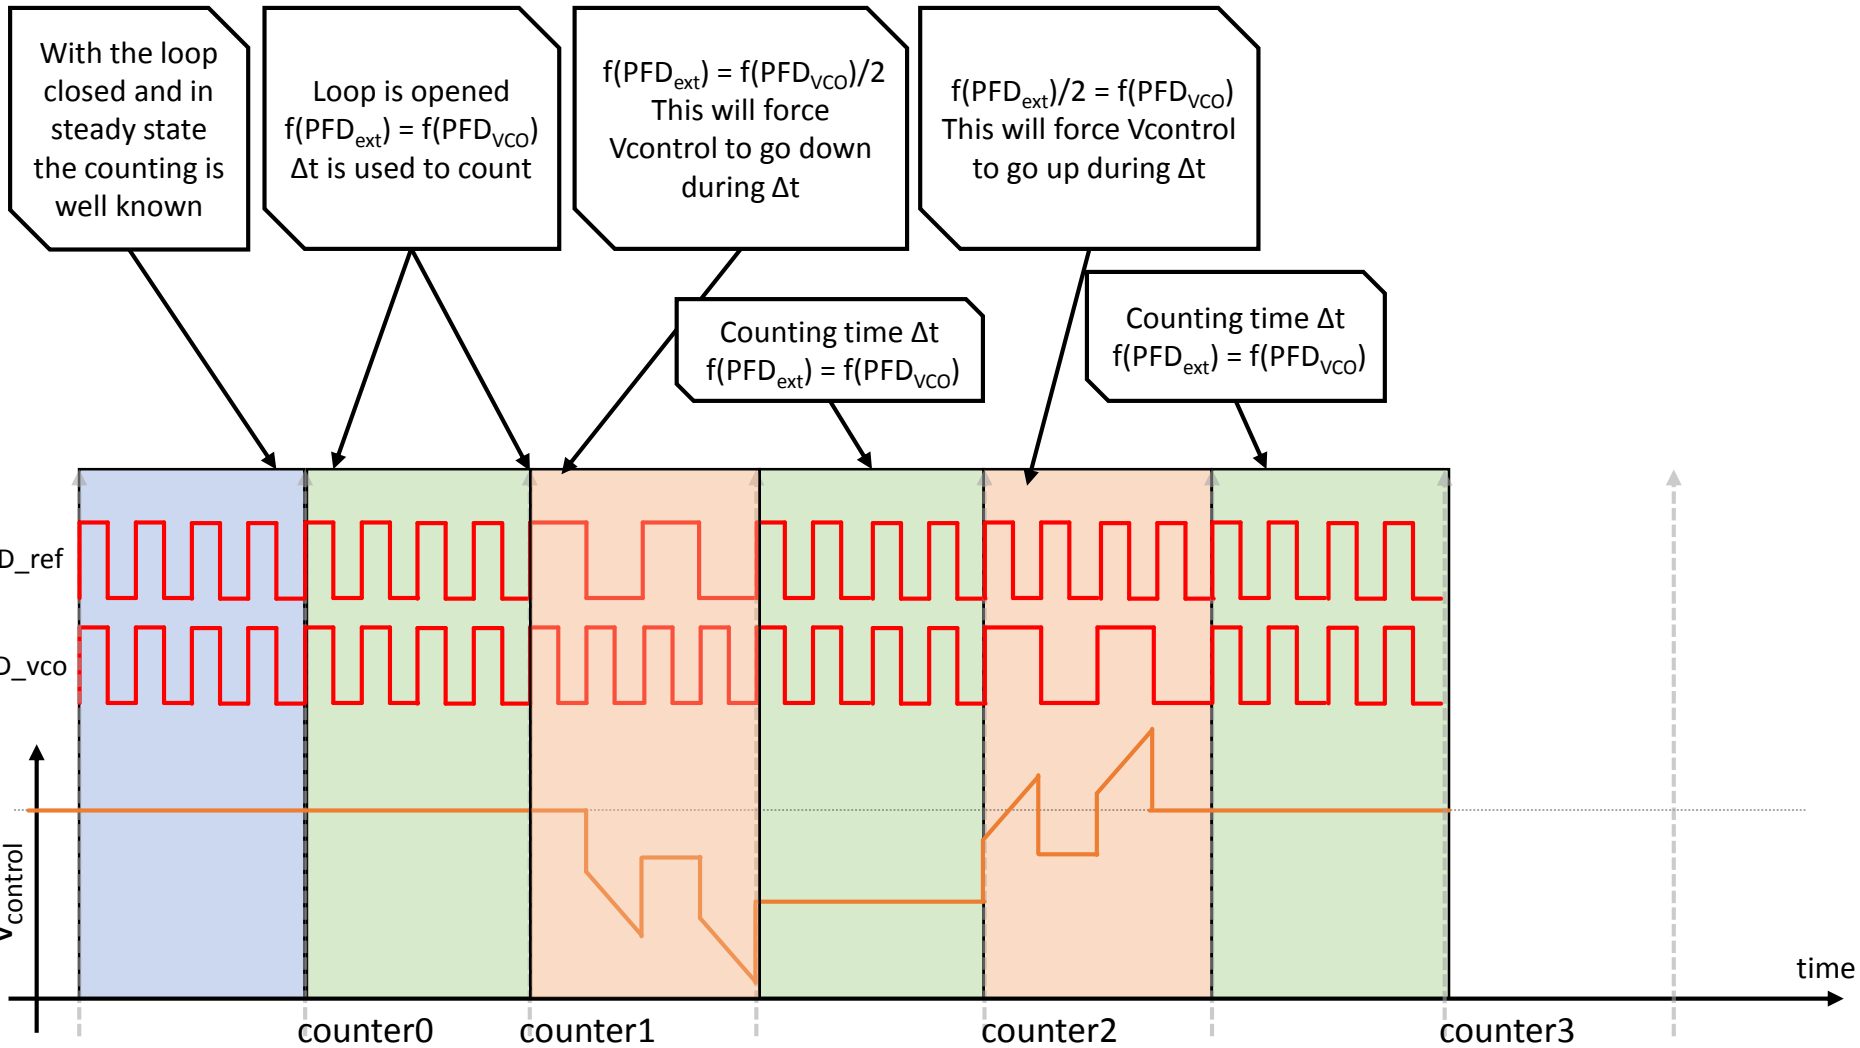 With the loop
closed and in
steady state
the counting is
well known
Loop is opened
f(PFDext) = f(PFDVCO)
Δt is used to count
f(PFDext) = f(PFDVCO)/2
This will force
Vcontrol to go down
during Δt
f(PFDext)/2 = f(PFDVCO)
This will force Vcontrol
to go up during Δt
Counting time Δt
f(PFDext) = f(PFDVCO)
Counting time Δt
f(PFDext) = f(PFDVCO)
D_ref
D_vco
Vcontrol
time
counter0
counter1
counter2
counter3